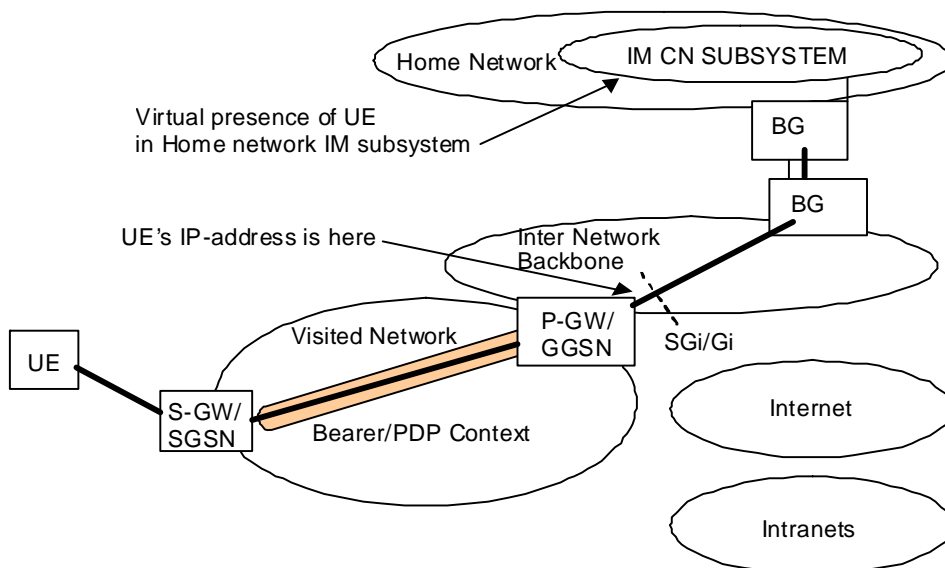 IM CN SUBSYSTEM
Home Network
Virtual presence of UE
in Home network IM subsystem
BG
BG
UE's IP-address is here
Inter Network
Backbone
P-GW/
GGSN
SGi/Gi
Visited Network
UE
S-GW/
SGSN
Bearer/PDP Context
Internet
Intranets